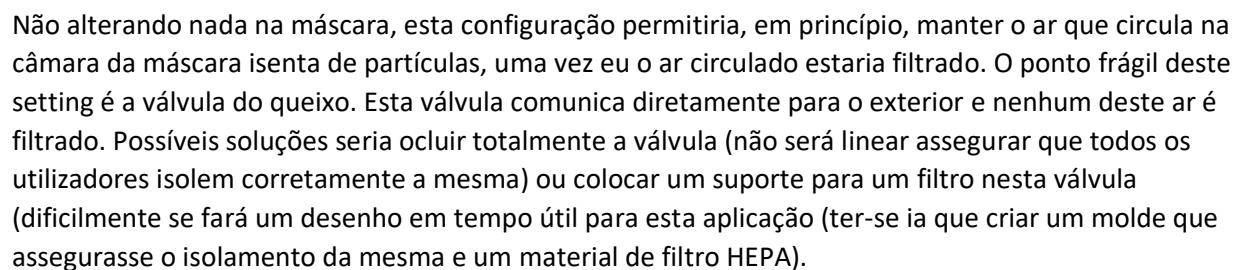 Não alterando nada na máscara, esta configuração permitiria, em princípio, manter o ar que circula na
câmara da máscara isenta de partículas, uma vez eu o ar circulado estaria filtrado. O ponto frágil deste
setting é a válvula do queixo. Esta válvula comunica diretamente para o exterior e nenhum deste ar é
filtrado. Possíveis soluções seria ocluir totalmente a válvula (não será linear assegurar que todos os
utilizadores isolem corretamente a mesma) ou colocar um suporte para um filtro nesta válvula
(dificilmente se fará um desenho em tempo útil para esta aplicação (ter-se ia que criar um molde que
assegurasse o isolamento da mesma e um material de filtro HEPA).